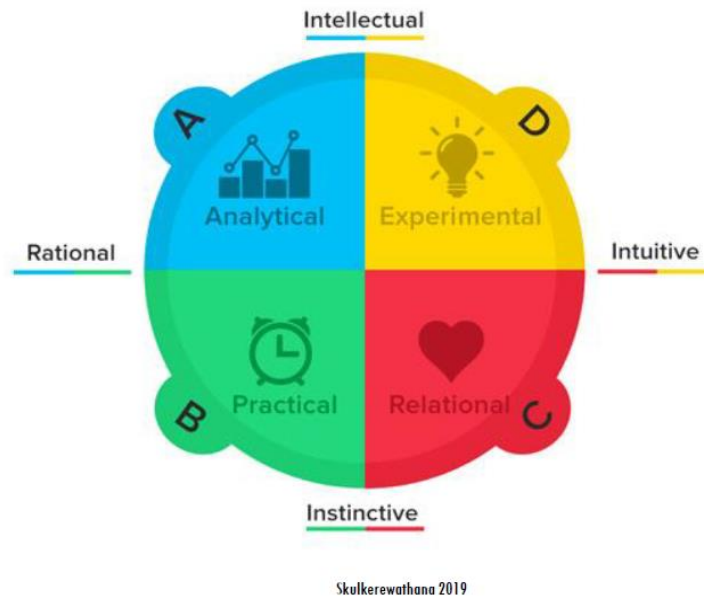 Intellectual
A
D
Analytical
Experimental
Rational
Intuitive
Practical
Relational
B
C
Instinctive
Skulkerewathana 2019